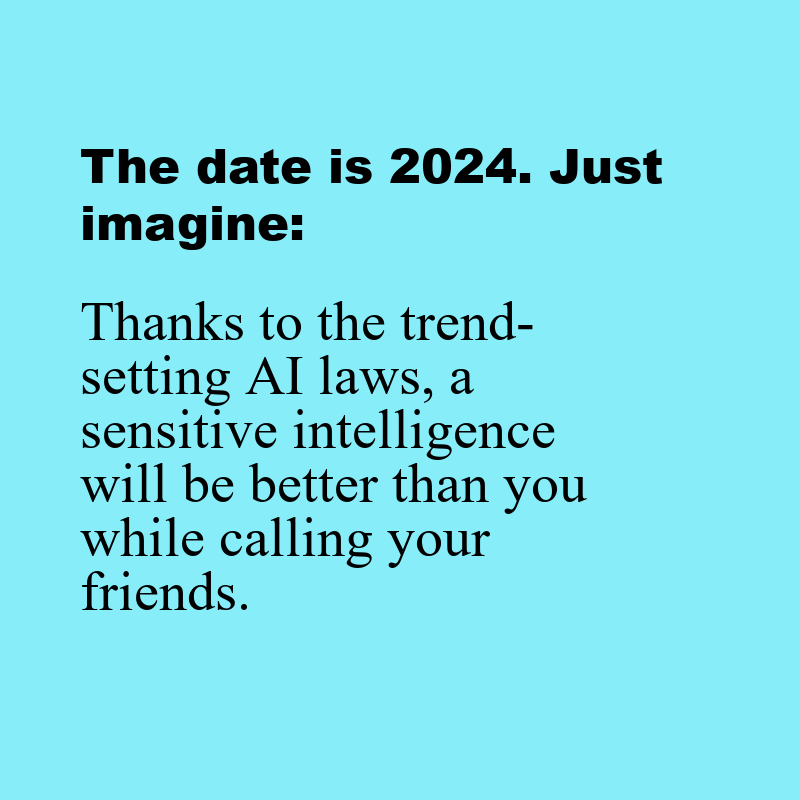 The date is 2024. Just
imagine:
Thanks to the trend-
setting AI laws, a
sensitive intelligence
will be better than you
while calling your
friends.